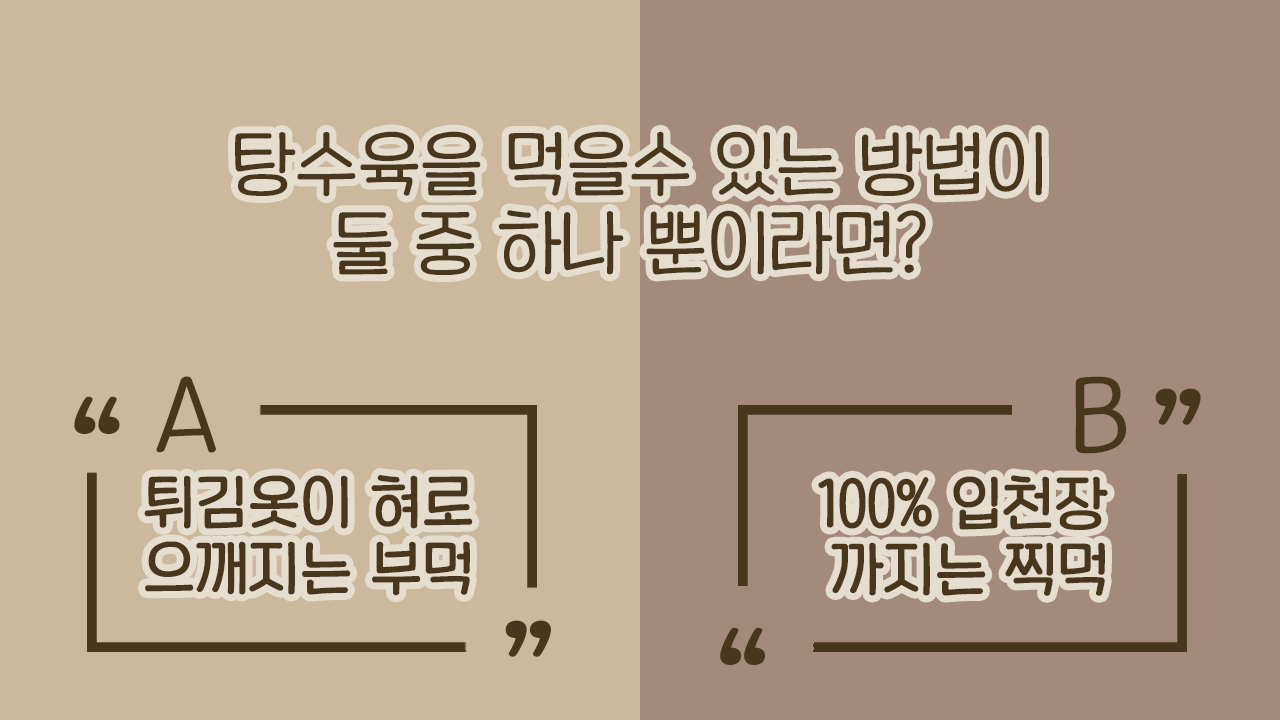 탕수육을 먹을수 있는 방법이
둘 중 하나 뿐이라면?
“ A
튀김옷이 혀로
으깨지는 부먹
”
B ”
100% 입천장
까지는 찍먹
“